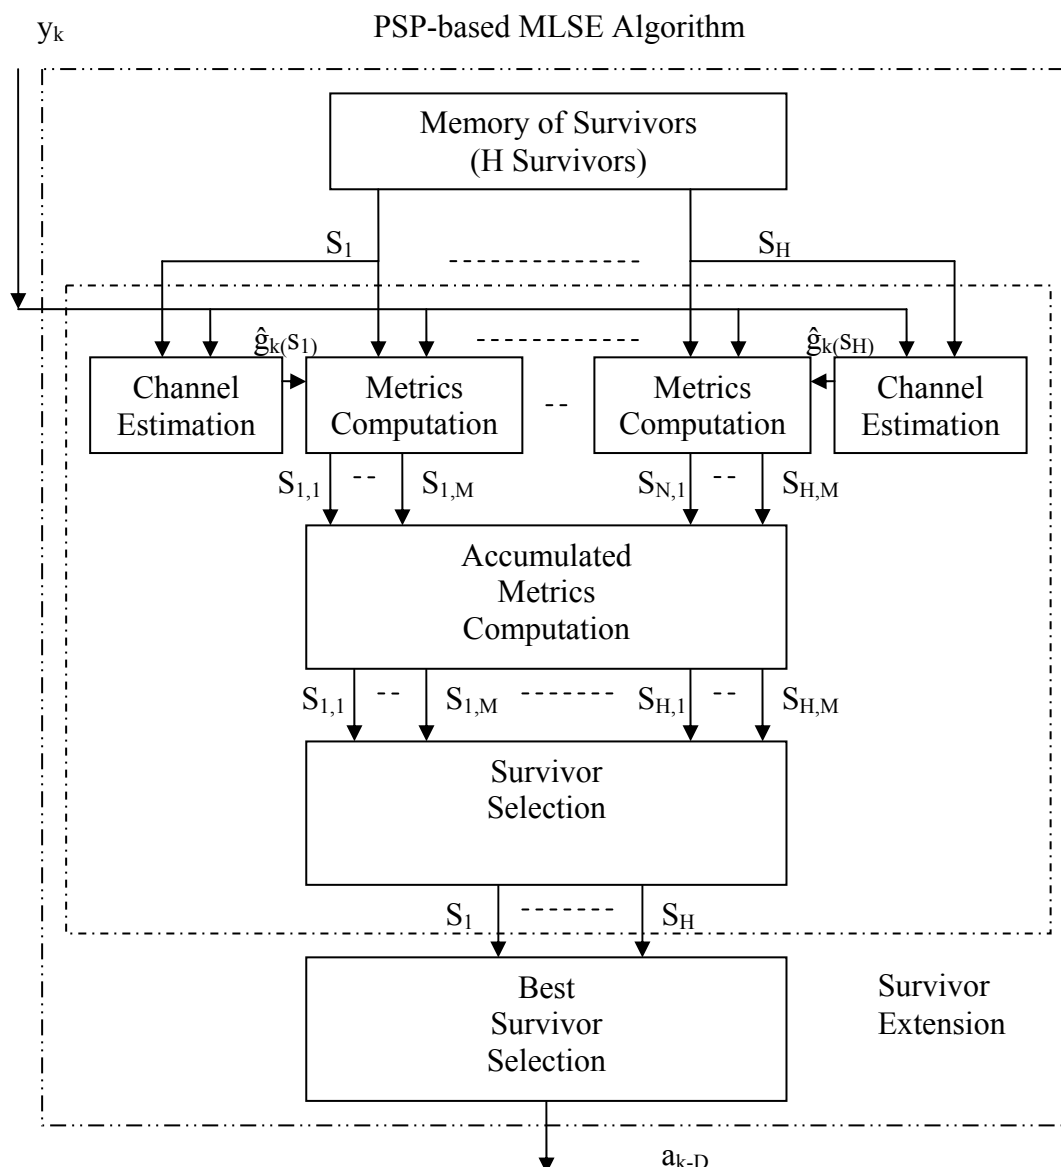 y_k
PSP-based MLSE Algorithm
Memory of Survivors
(H Survivors)
S_1
S_H
ĝ_k(s_1)
ĝ_k(s_H)
Channel
Estimation
Metrics
Computation
Metrics
Computation
Channel
Estimation
S_1,1
S_1,M
S_N,1
S_H,M
Accumulated
Metrics
Computation
S_1,1
S_1,M
S_H,1
S_H,M
Survivor
Selection
S_1
S_H
Best
Survivor
Selection
Survivor
Extension
a_k-D